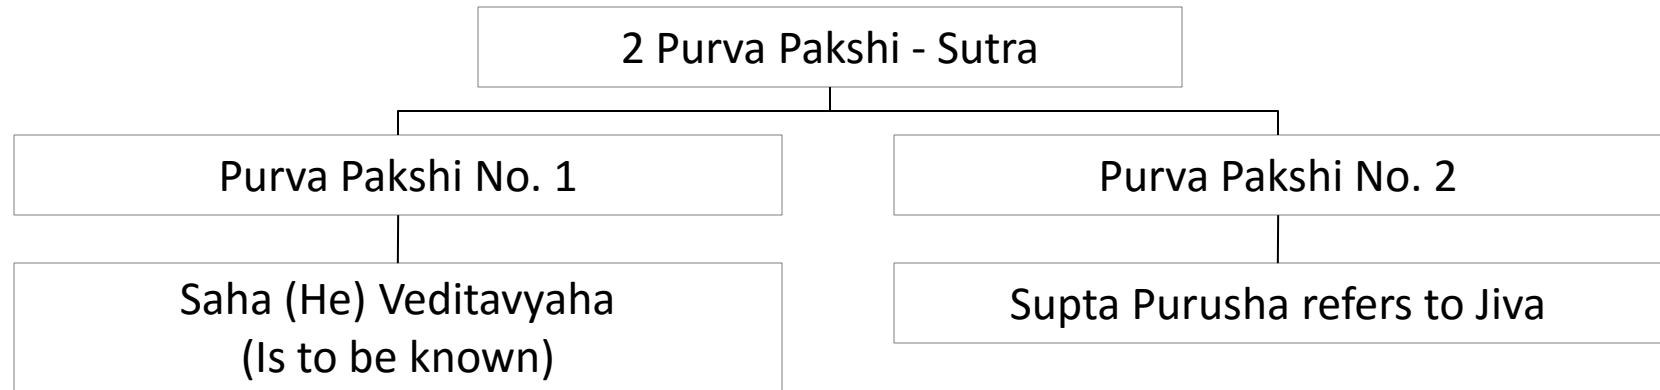 2 Purva Pakshi - Sutra
Purva Pakshi No. 1
Purva Pakshi No. 2
Saha (He) Veditavyaha
(Is to be known)
Supta Purusha refers to Jiva